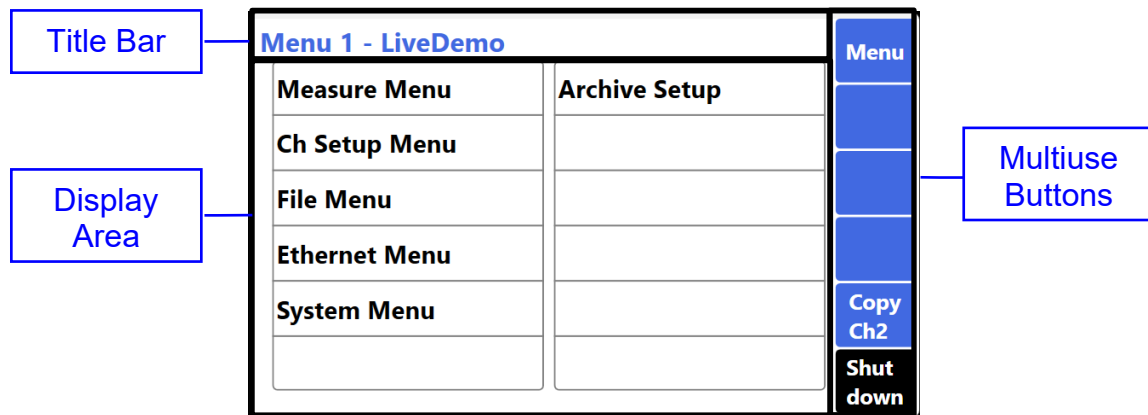 Title Bar
Menu 1 - LiveDemo
Menu
Measure Menu
Archive Setup
Ch Setup Menu
File Menu
Ethernet Menu
System Menu
Copy
Ch2
Shut
down
Display
Area
Multiuse
Buttons